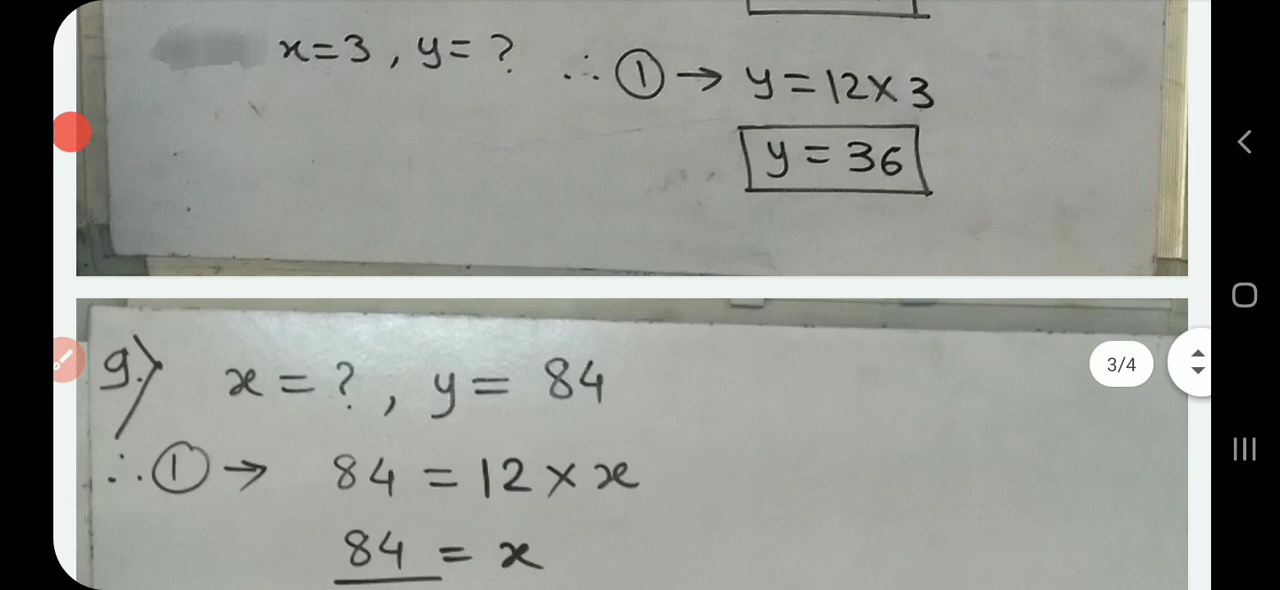 x=3, y=? ∴ ① → y=12×3
y = 36
9.) x = ?, y = 84
∴ ① → 84 = 12 × x
84 = x
3/4